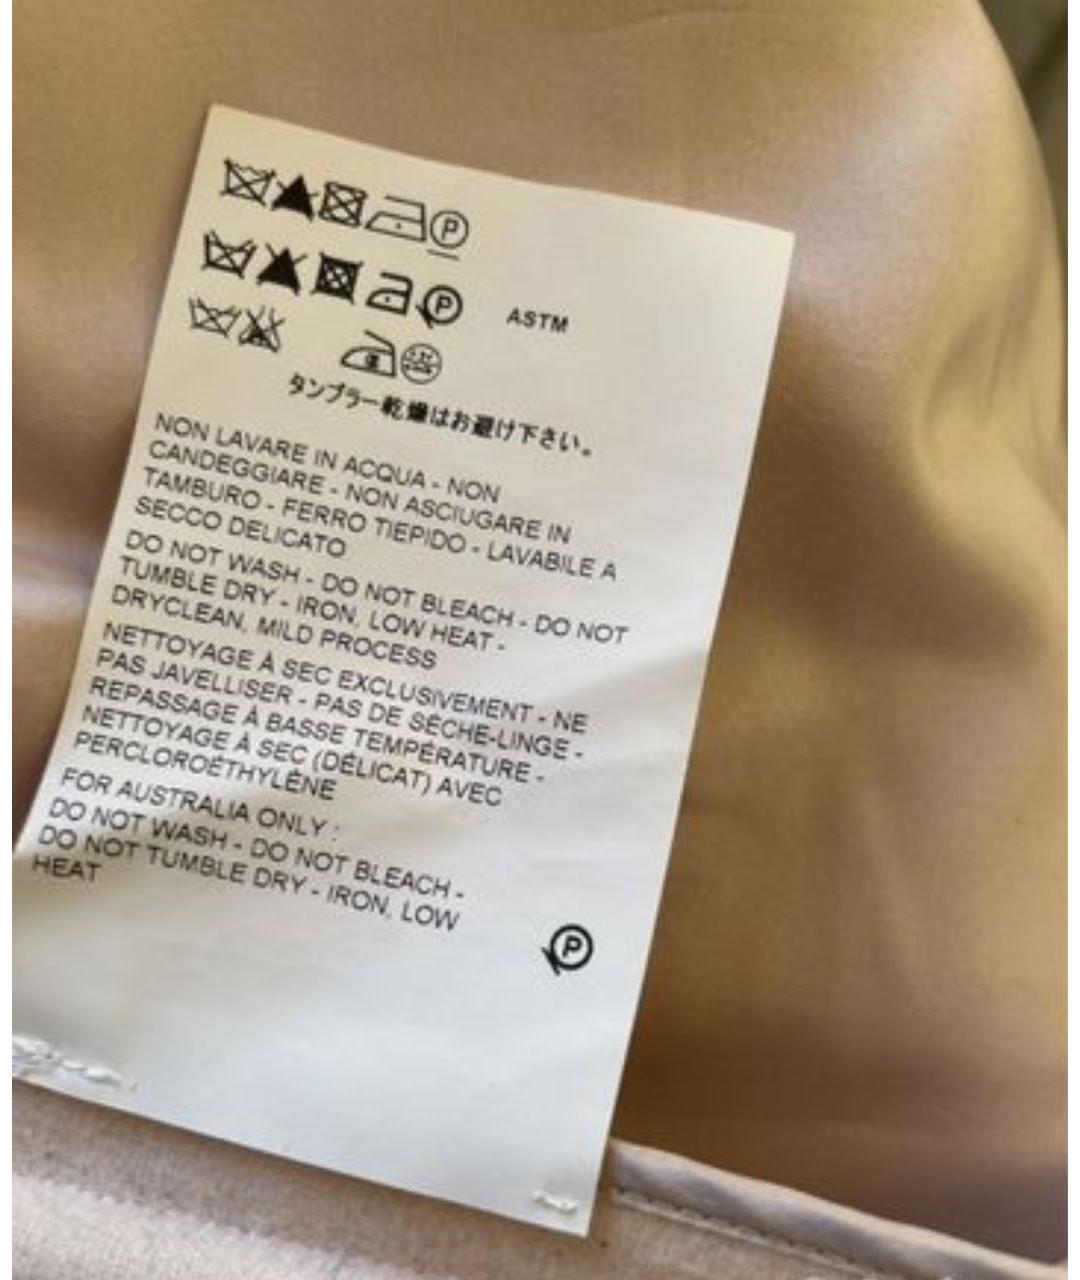 P
P ASTM
タンブラー乾燥はお避け下さい。
NON LAVARE IN ACQUA - NON
CANDEGGIARE - NON ASCIUGARE IN
TAMBURO - FERRO TIEPIDO - LAVABILE A
SECCO DELICATO
DO NOT WASH - DO NOT BLEACH - DO NOT
TUMBLE DRY - IRON, LOW HEAT -
DRYCLEAN, MILD PROCESS
NETTOYAGE À SEC EXCLUSIVEMENT - NE
PAS JAVELLISER - PAS DE SÈCHE-LINGE -
REPASSAGE À BASSE TEMPÉRATURE -
NETTOYAGE À SEC (DÉLICAT) AVEC
PERCLOROÉTHYLÈNE
FOR AUSTRALIA ONLY :
DO NOT WASH - DO NOT BLEACH -
DO NOT TUMBLE DRY - IRON, LOW
HEAT
P